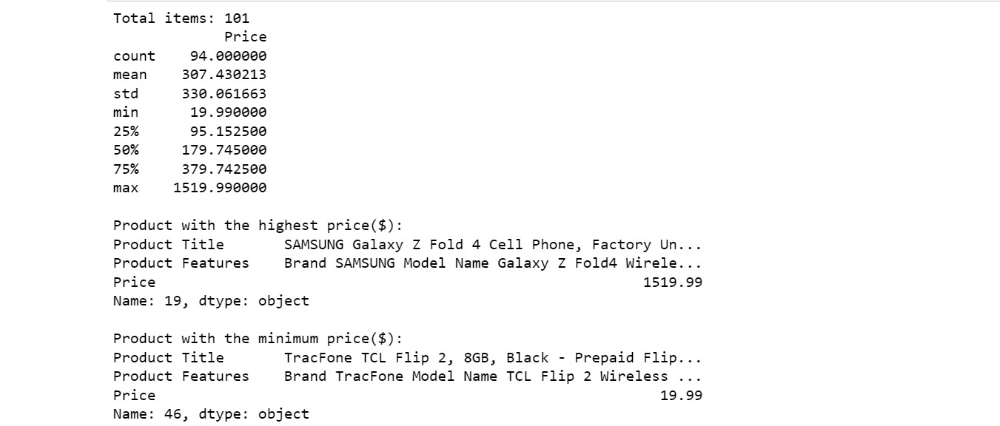 Total items: 101
Price
count 94.000000
mean 307.430213
std 330.061663
min 19.990000
25% 95.152500
50% 179.745000
75% 379.742500
max 1519.990000
Product with the highest price($):
Product Title SAMSUNG Galaxy Z Fold 4 Cell Phone, Factory Un...
Product Features Brand SAMSUNG Model Name Galaxy Z Fold4 Wirele...
Price 1519.99
Name: 19, dtype: object
Product with the minimum price($):
Product Title TracFone TCL Flip 2, 8GB, Black - Prepaid Flip...
Product Features Brand TracFone Model Name TCL Flip 2 Wireless ...
Price 19.99
Name: 46, dtype: object